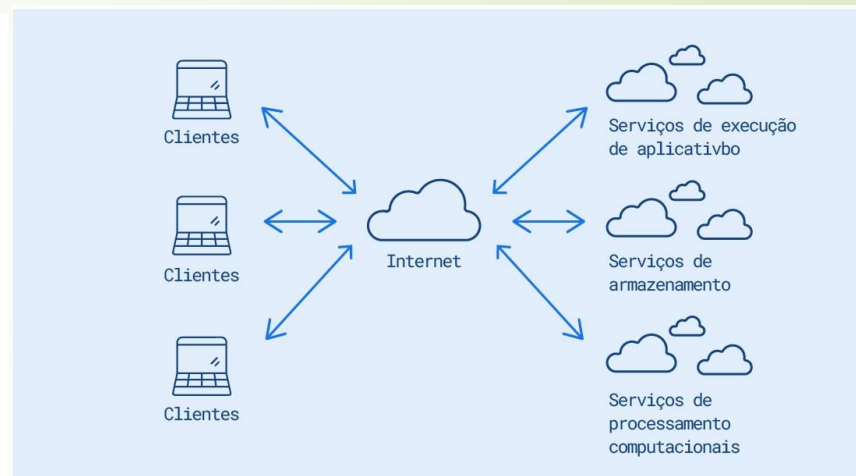 Clientes
Serviços de execução
de aplicativbo
Clientes
Internet
Serviços de
armazenamento
Clientes
Serviços de
processamento
computacionais